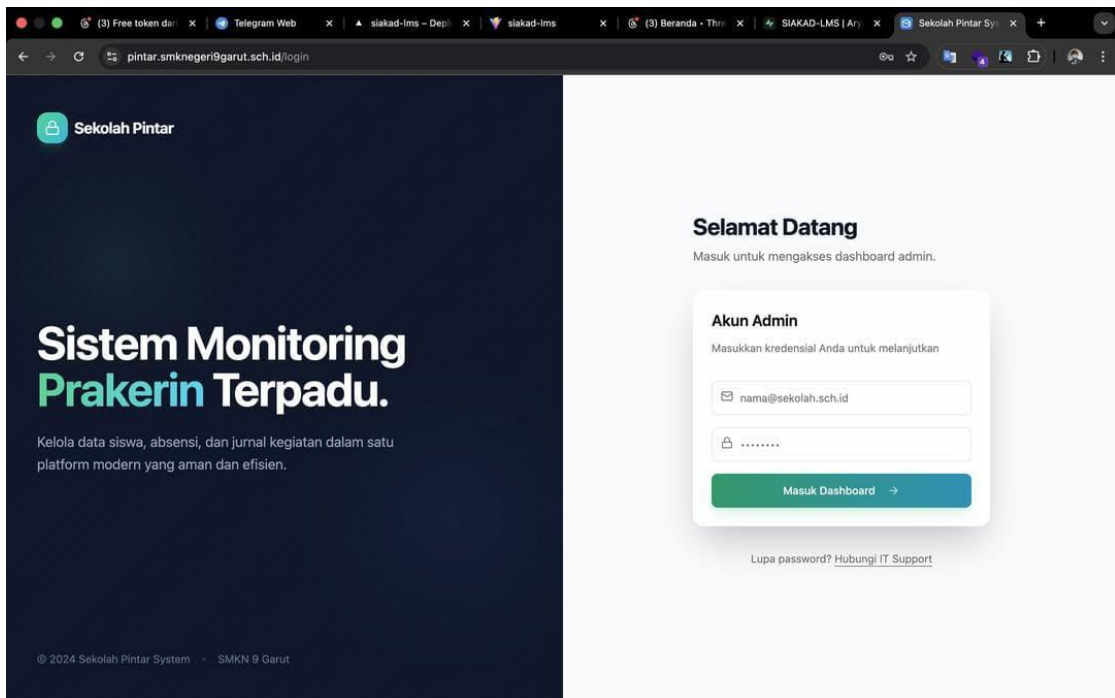 (3) Free token dari
Telegram Web
siakad-lms – Depl
siakad-lms
(3) Beranda • Thre
SIAKAD-LMS | Ary
Sekolah Pintar Sys
pintar.smknegeri9garut.sch.id/login
4
Sekolah Pintar
Sistem Monitoring
Prakerin Terpadu.
Kelola data siswa, absensi, dan jurnal kegiatan dalam satu
platform modern yang aman dan efisien.
© 2024 Sekolah Pintar System • SMKN 9 Garut
Selamat Datang
Masuk untuk mengakses dashboard admin.
Akun Admin
Masukkan kredensial Anda untuk melanjutkan
nama@sekolah.sch.id
••••••••
Masuk Dashboard →
Lupa password? Hubungi IT Support